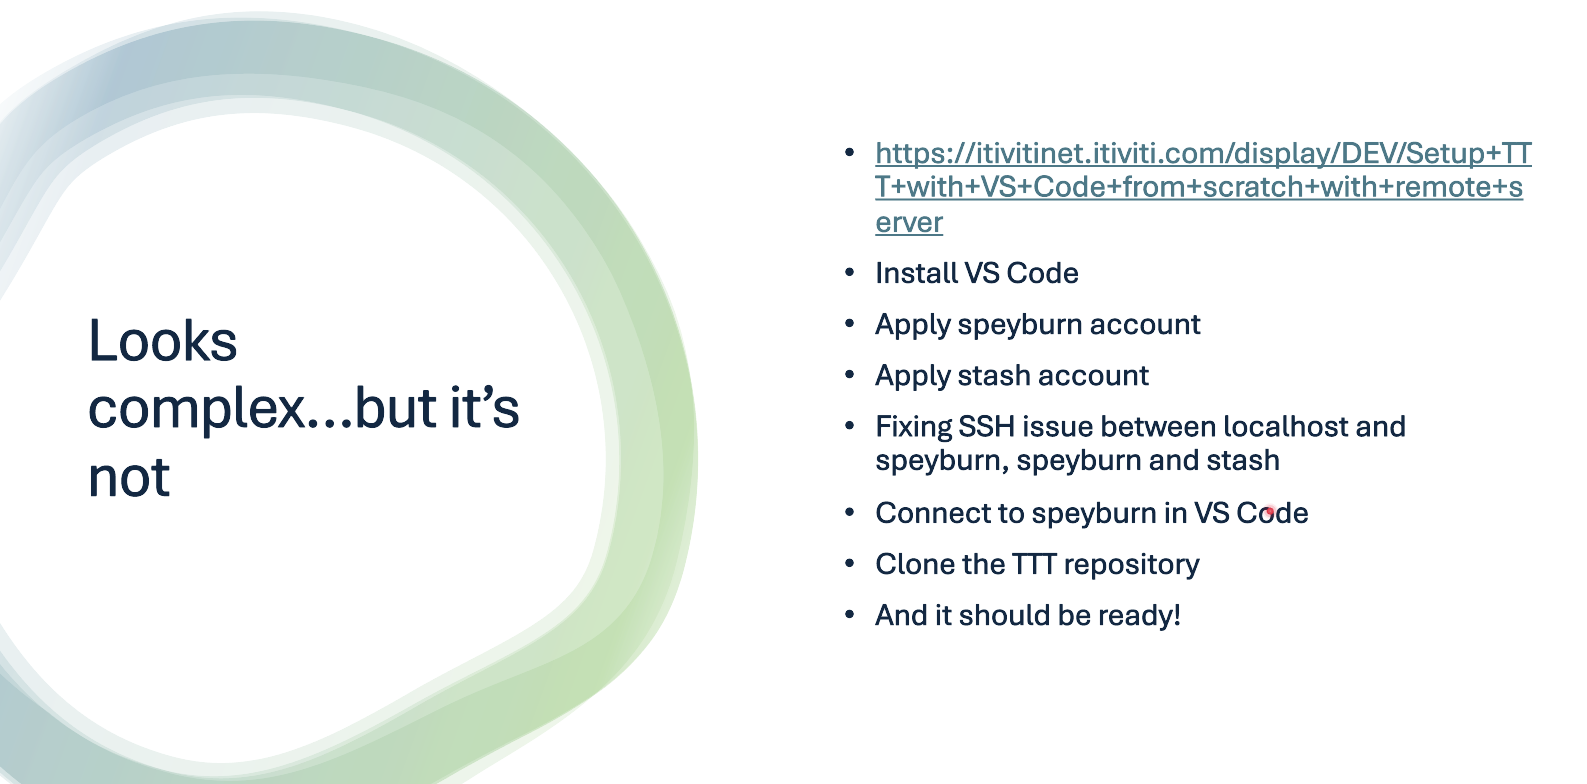 Looks
complex...but it's
not
• https://itivitinet.itiviti.com/display/DEV/Setup+TT
T+with+VS+Code+from+scratch+with+remote+s
erver
• Install VS Code
• Apply speyburn account
• Apply stash account
• Fixing SSH issue between localhost and
speyburn, speyburn and stash
• Connect to speyburn in VS Code
• Clone the TTT repository
• And it should be ready!